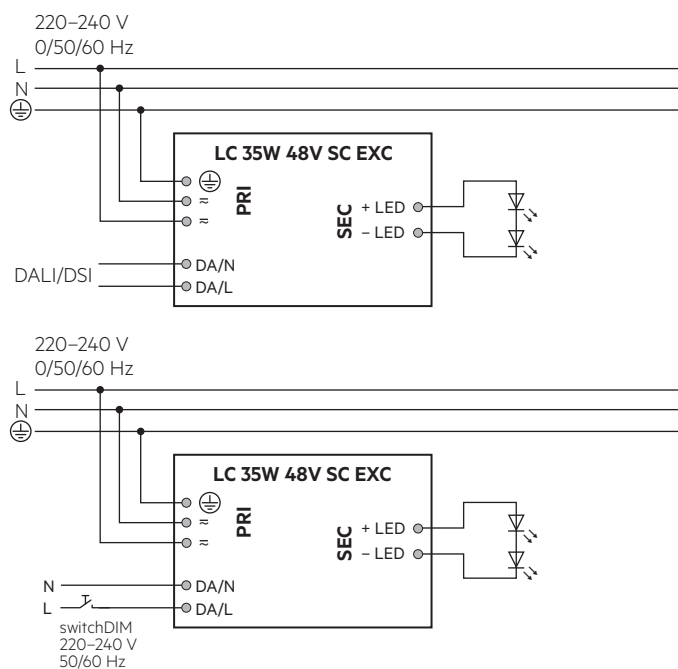 220–240 V
0/50/60 Hz
L
N
LC 35W 48V SC EXC
PRI
≂
≂
SEC
+ LED
– LED
DALI/DSI
DA/N
DA/L
220–240 V
0/50/60 Hz
L
N
LC 35W 48V SC EXC
PRI
≂
≂
SEC
+ LED
– LED
N
DA/N
L
DA/L
switchDIM
220–240 V
50/60 Hz